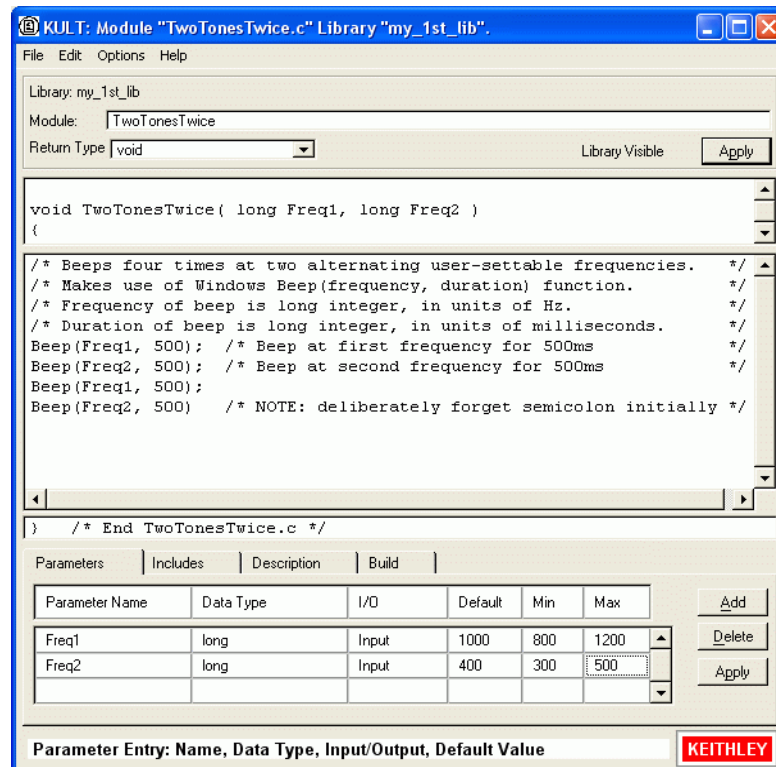 KULT: Module "TwoTonesTwice.c" Library "my_1st_lib".
File Edit Options Help
Library: my_1st_lib
Module: TwoTonesTwice
Return Type void Library Visible Apply
void TwoTonesTwice( long Freq1, long Freq2 )
{
/* Beeps four times at two alternating user-settable frequencies. */
/* Makes use of Windows Beep(frequency, duration) function. */
/* Frequency of beep is long integer, in units of Hz. */
/* Duration of beep is long integer, in units of milliseconds. */
Beep(Freq1, 500); /* Beep at first frequency for 500ms */
Beep(Freq2, 500); /* Beep at second frequency for 500ms */
Beep(Freq1, 500);
Beep(Freq2, 500) /* NOTE: deliberately forget semicolon initially */
} /* End TwoTonesTwice.c */
Parameters Includes Description Build
Parameter Name Data Type I/O Default Min Max Add
Freq1 long Input 1000 800 1200 Delete
Freq2 long Input 400 300 500 Apply
Parameter Entry: Name, Data Type, Input/Output, Default Value KEITHLEY